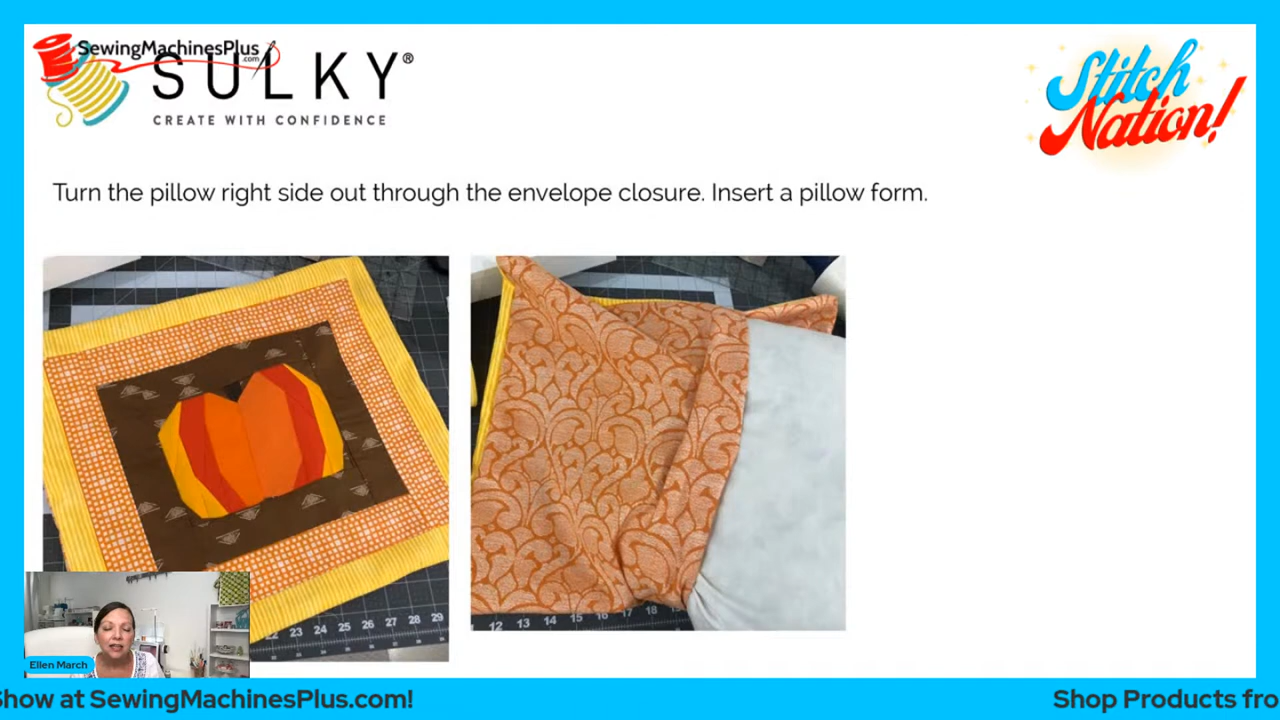 SewingMachinesPlus
.com
SULKY®
CREATE WITH CONFIDENCE
Stitch
Nation!
Turn the pillow right side out through the envelope closure. Insert a pillow form.
23 24 25 26 27 28 29
12 13 14 15 16 17 18
Ellen March
Show at SewingMachinesPlus.com!
Shop Products fro